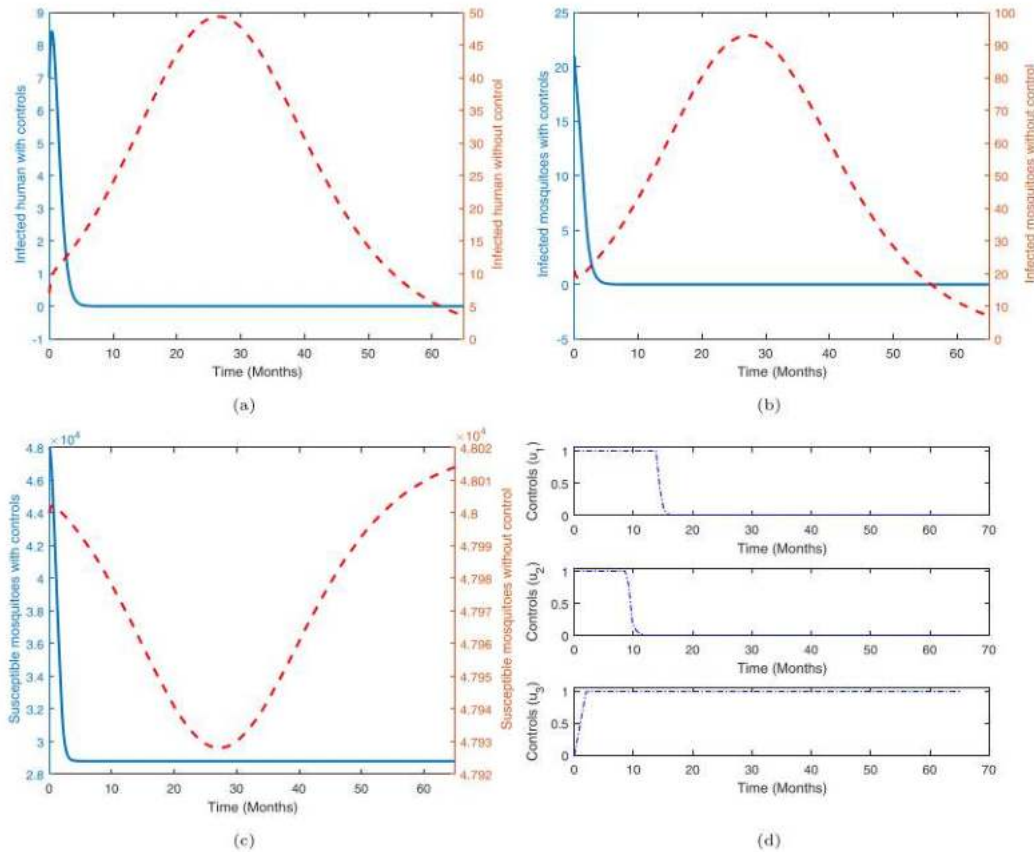 9
8
7
6
5
4
3
2
1
0
-1
Infected human with controls
50
45
40
35
30
25
20
15
10
5
0
Infected human without control
0 10 20 30 40 50 60
Time (Months)
(a)
25
20
15
10
5
0
-5
Infected mosquitoes with controls
100
90
80
70
60
50
40
30
20
10
0
Infected mosquitoes without control
0 10 20 30 40 50 60
Time (Months)
(b)
×10^4
4.8
4.6
4.4
4.2
4
3.8
3.6
3.4
3.2
3
2.8
Susceptible mosquitoes with controls
×10^4
4.802
4.801
4.8
4.799
4.798
4.797
4.796
4.795
4.794
4.793
4.792
Susceptible mosquitoes without control
0 10 20 30 40 50 60
Time (Months)
(c)
1
0.5
0
Controls (u_1)
0 10 20 30 40 50 60 70
Time (Months)
1
0.5
0
Controls (u_2)
0 10 20 30 40 50 60 70
Time (Months)
1
0.5
0
Controls (u_3)
0 10 20 30 40 50 60 70
Time (Months)
(d)